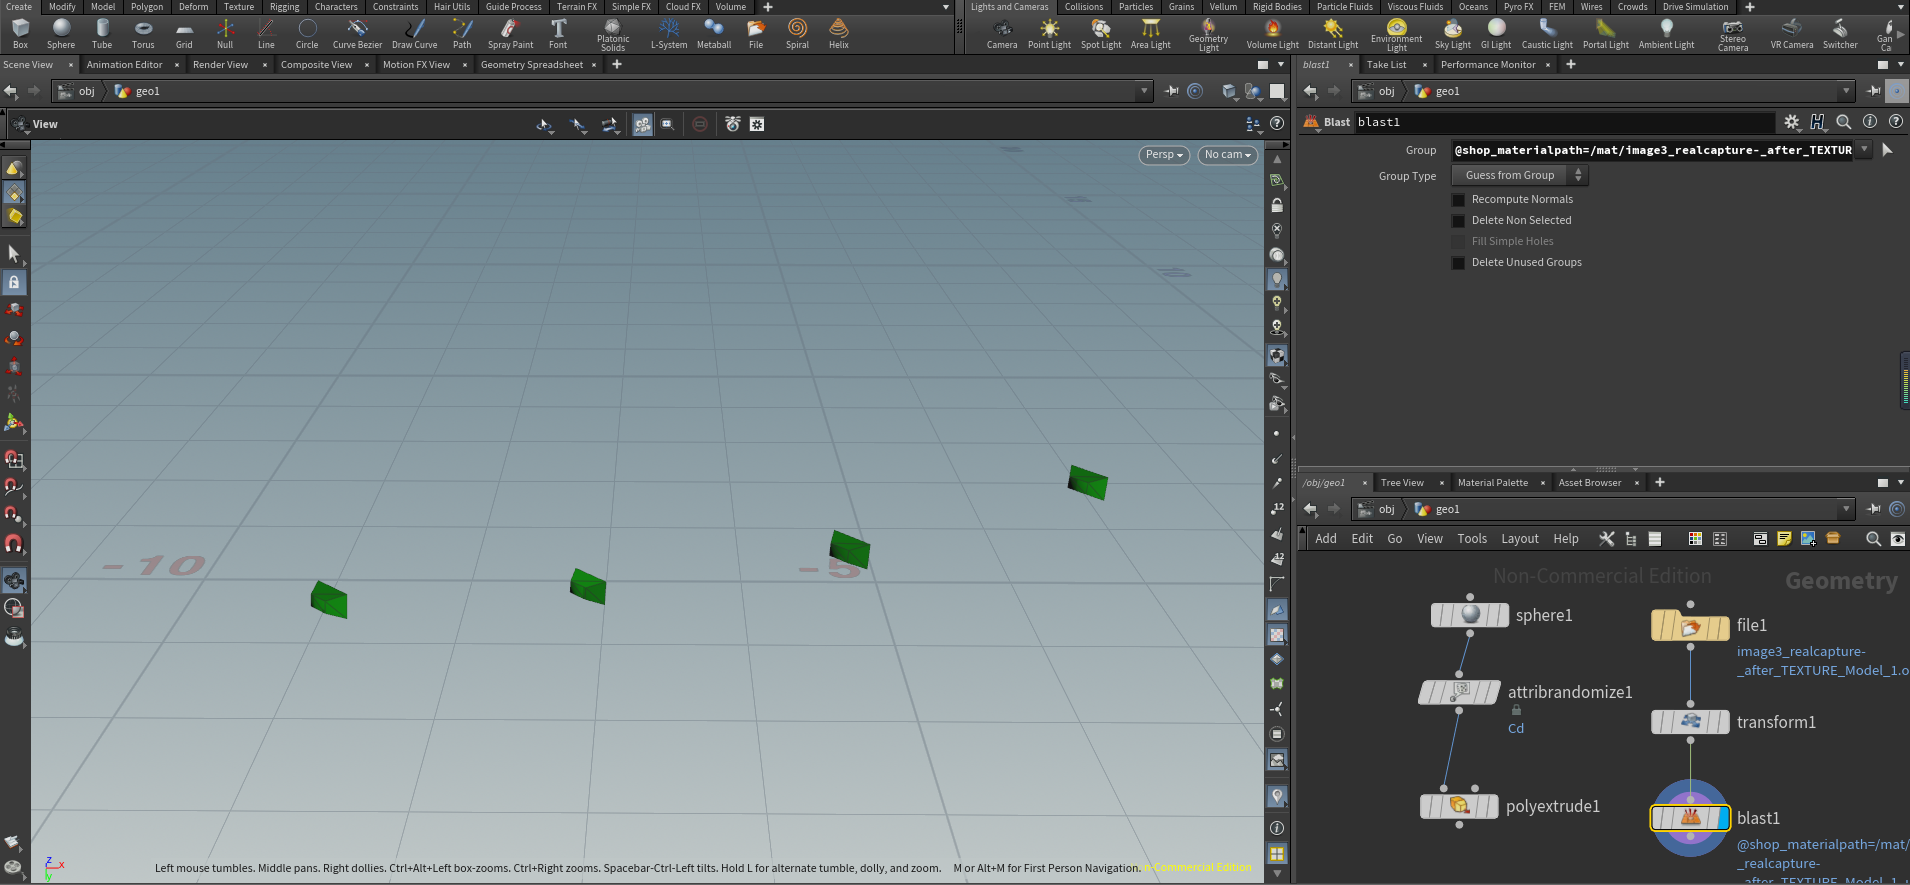 Create Modify Model Polygon Deform Texture Rigging Characters Constraints Hair Utils Guide Process Terrain FX Simple FX Cloud FX Volume
Lights and Cameras Collisions Particles Grains Vellum Rigid Bodies Particle Fluids Viscous Fluids Oceans Pyro FX FEM Wires Crowds Drive Simulation
Box Sphere Tube Torus Grid Null Line Circle Curve Bezier Draw Curve Path Spray Paint Font Platonic Solids L-System Metaball File Spiral Helix
Camera Point Light Spot Light Area Light Geometry Light Volume Light Distant Light Environment Light Sky Light GI Light Caustic Light Portal Light Ambient Light Stereo Camera VR Camera Switcher Gan Ca
Scene View Animation Editor Render View Composite View Motion FX View Geometry Spreadsheet
blast1 Take List Performance Monitor
obj geo1
obj geo1
View
Blast blast1
Persp No cam
Group @shop_materialpath=/mat/image3_realcapture-_after_TEXTUR
Group Type Guess from Group
Recompute Normals
Delete Non Selected
Fill Simple Holes
Delete Unused Groups
12
12
-10
-5
/obj/geo1 Tree View Material Palette Asset Browser
obj geo1
Add Edit Go View Tools Layout Help
Non-Commercial Edition Geometry
sphere1
file1
image3_realcapture-
_after_TEXTURE_Model_1.o
attribrandomize1
Cd
transform1
polyextrude1
blast1
@shop_materialpath=/mat/
_realcapture-
_after_TEXTURE_Model_1_
z x
y
Left mouse tumbles. Middle pans. Right dollies. Ctrl+Alt+Left box-zooms. Ctrl+Right zooms. Spacebar-Ctrl-Left tilts. Hold L for alternate tumble, dolly, and zoom. M or Alt+M for First Person Navigation.
n-Commercial Edition